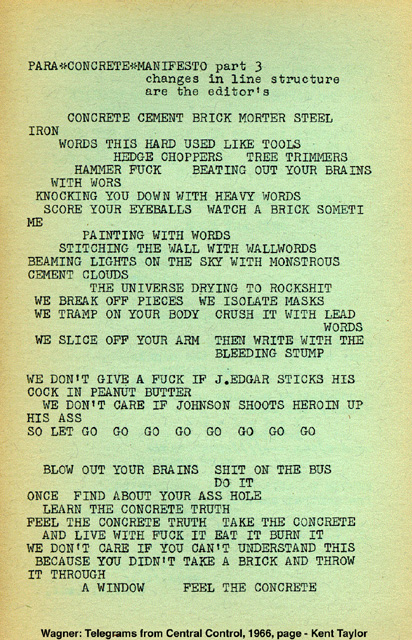 PARA*CONCRETE*MANIFESTO part 3
changes in line structure
are the editor's
CONCRETE CEMENT BRICK MORTER STEEL
IRON
WORDS THIS HARD USED LIKE TOOLS
HEDGE CHOPPERS TREE TRIMMERS
HAMMER FUCK BEATING OUT YOUR BRAINS
WITH WORS
KNOCKING YOU DOWN WITH HEAVY WORDS
SCORE YOUR EYEBALLS WATCH A BRICK SOMETI
ME
PAINTING WITH WORDS
STITCHING THE WALL WITH WALLWORDS
BEAMING LIGHTS ON THE SKY WITH MONSTROUS
CEMENT CLOUDS
THE UNIVERSE DRYING TO ROCKSHIT
WE BREAK OFF PIECES WE ISOLATE MASKS
WE TRAMP ON YOUR BODY CRUSH IT WITH LEAD
WORDS
WE SLICE OFF YOUR ARM THEN WRITE WITH THE
BLEEDING STUMP
WE DON'T GIVE A FUCK IF J.EDGAR STICKS HIS
COCK IN PEANUT BUTTER
WE DON'T CARE IF JOHNSON SHOOTS HEROIN UP
HIS ASS
SO LET GO GO GO GO GO GO GO
BLOW OUT YOUR BRAINS SHIT ON THE BUS
DO IT
ONCE FIND ABOUT YOUR ASS HOLE
LEARN THE CONCRETE TRUTH
FEEL THE CONCRETE TRUTH TAKE THE CONCRETE
AND LIVE WITH FUCK IT EAT IT BURN IT
WE DON'T CARE IF YOU CAN'T UNDERSTAND THIS
BECAUSE YOU DIDN'T TAKE A BRICK AND THROW
IT THROUGH
A WINDOW FEEL THE CONCRETE
Wagner: Telegrams from Central Control, 1966, page - Kent Taylor